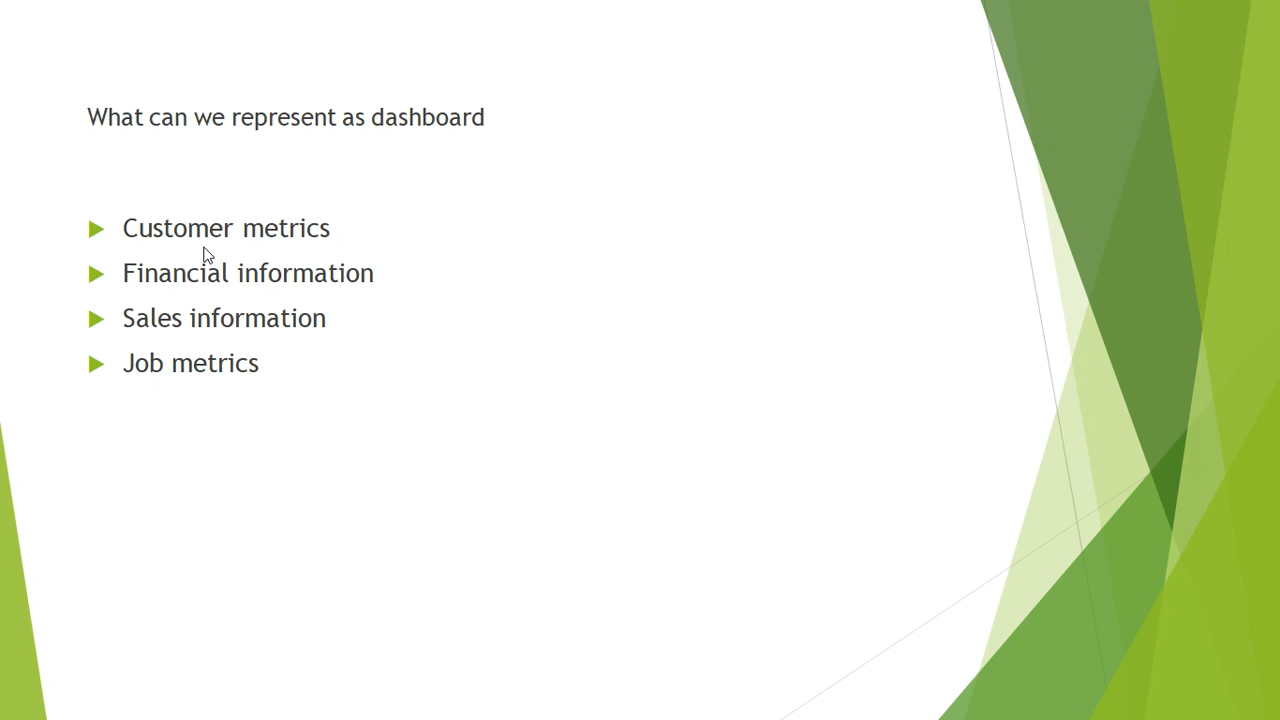 What can we represent as dashboard
Customer metrics
Financial information
Sales information
Job metrics